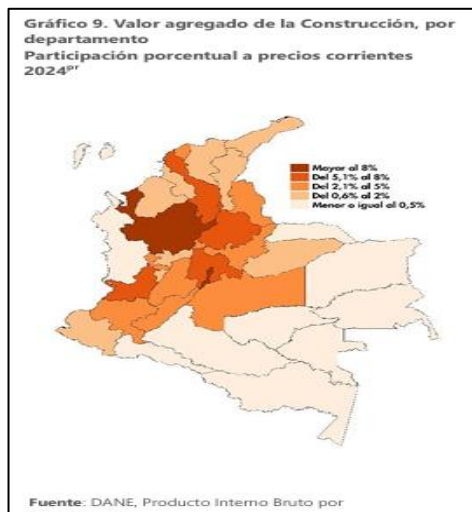 Gráfico 9. Valor agregado de la Construcción, por
departamento
Participación porcentual a precios corrientes
2024ᵖʳ
Mayor al 8%
Del 5,1% al 8%
Del 2,1% al 5%
Del 0,6% al 2%
Menor o igual al 0,5%
Fuente: DANE, Producto Interno Bruto por